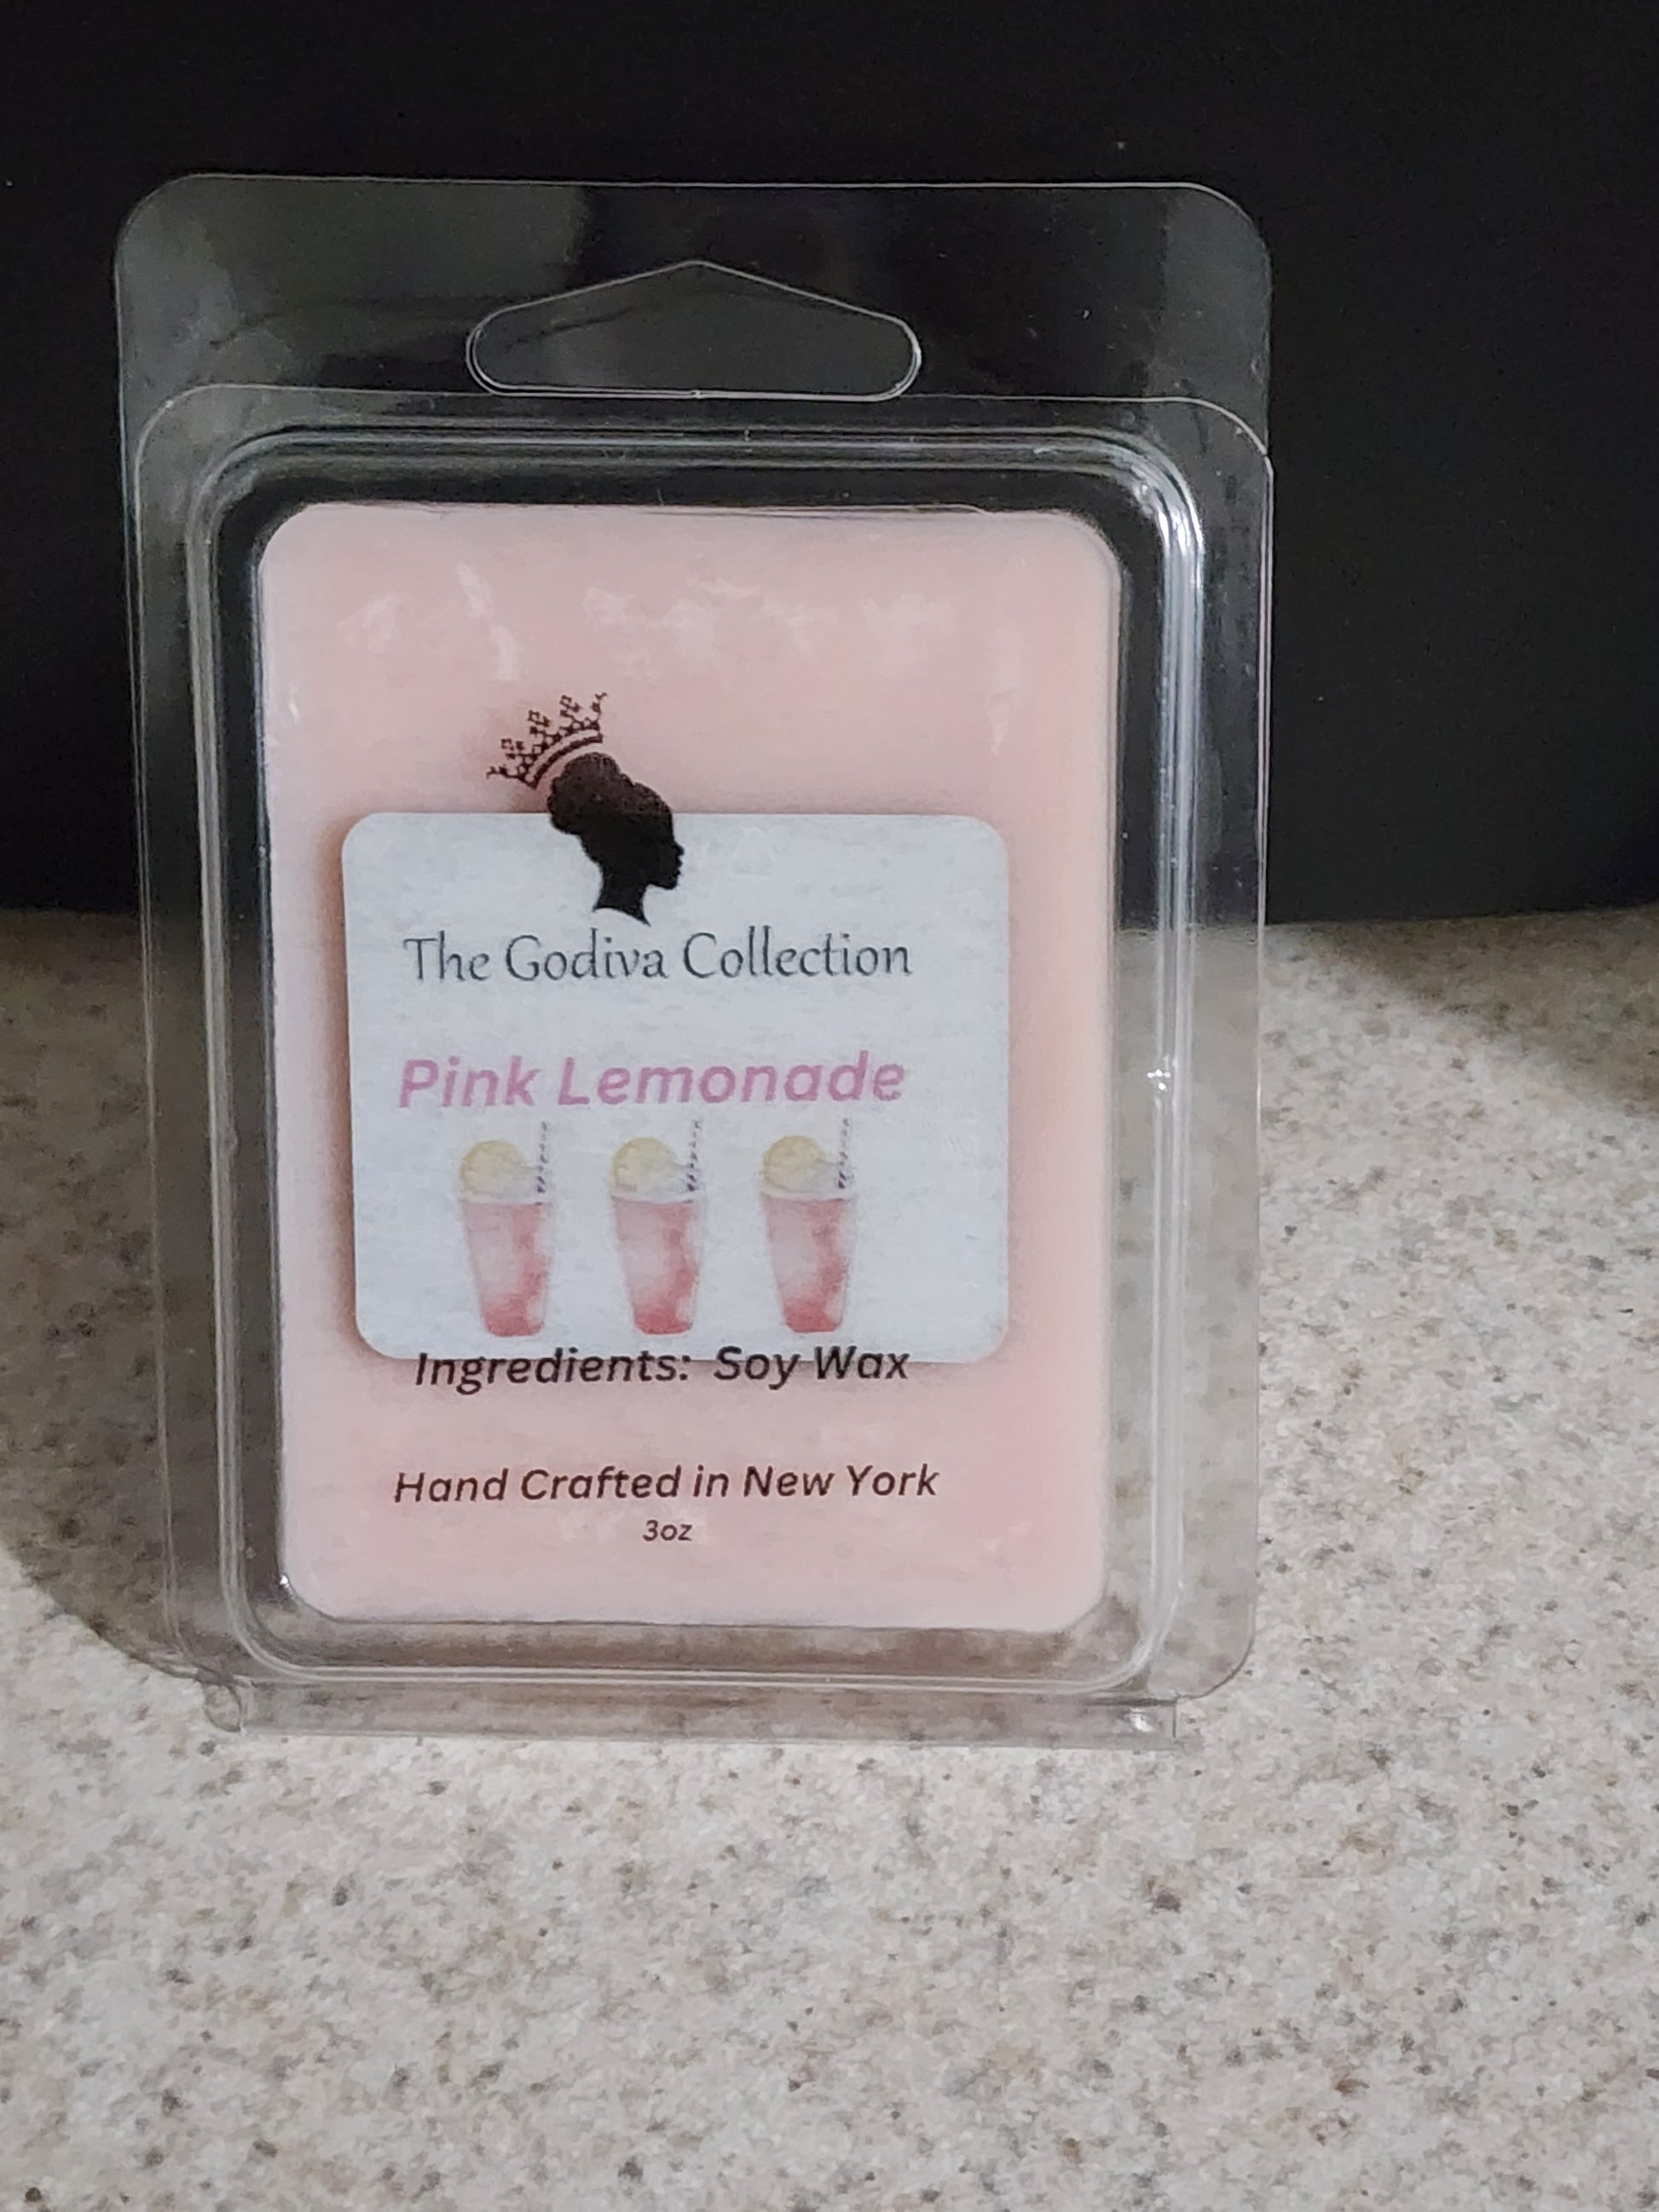 The Godiva Collection
Pink Lemonade
Ingredients: Soy Wax
Hand Crafted in New York
3oz